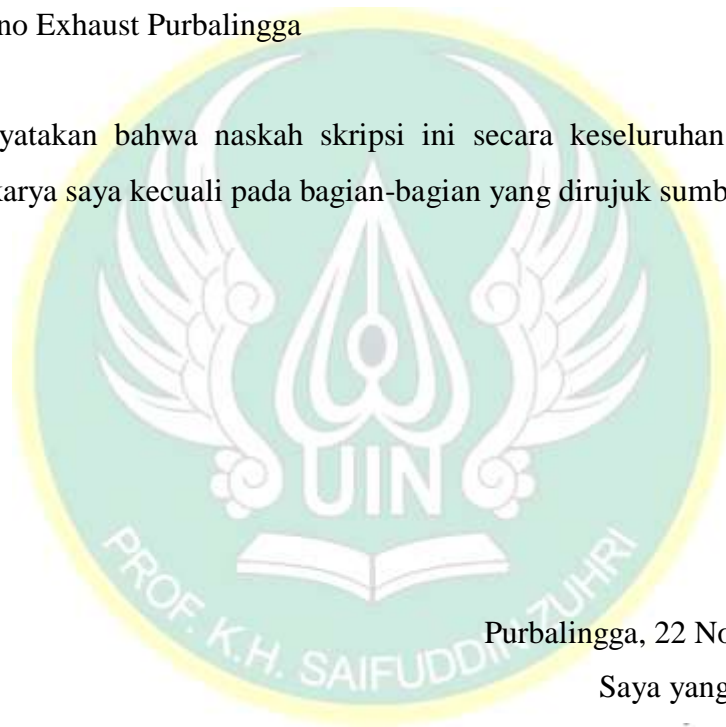 no Exhaust Purbalingga
yatakan bahwa naskah skripsi ini secara keseluruhan
karya saya kecuali pada bagian-bagian yang dirujuk sumb
UIN
PROF. K.H. SAIFUDDIN ZUHRI
Purbalingga, 22 No
Saya yang